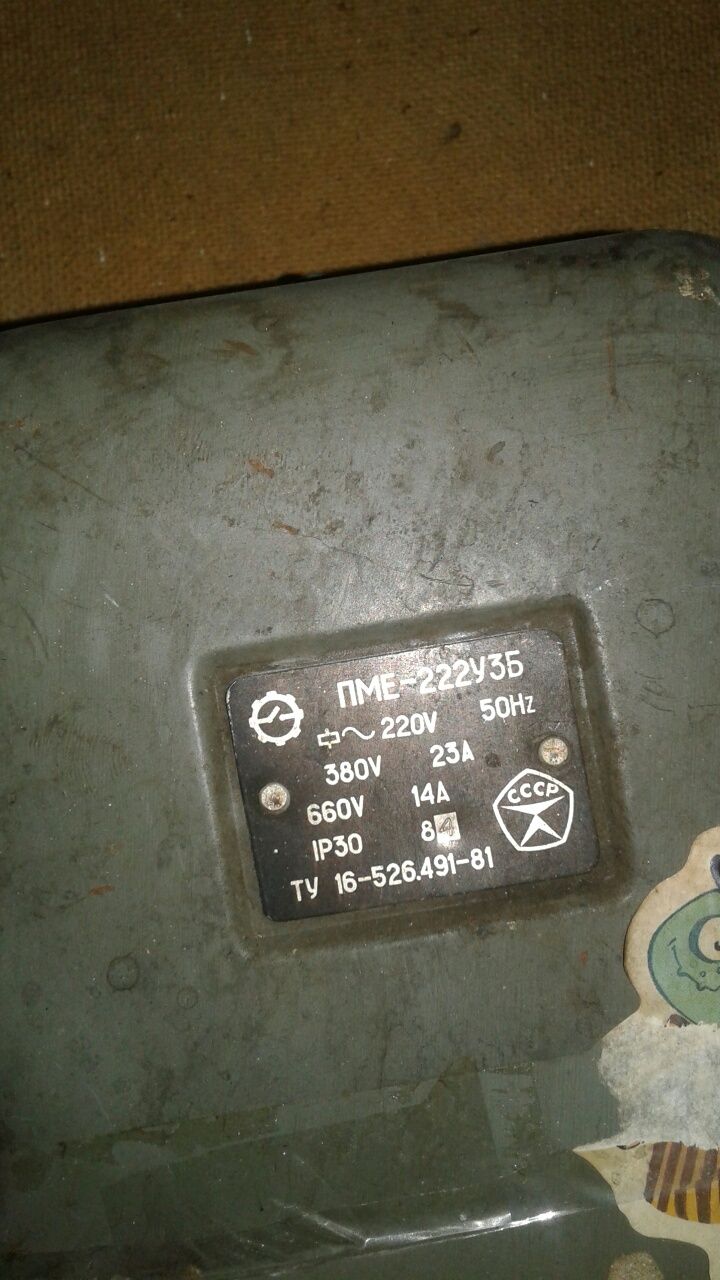 ПМЕ-222У3Б
220V 50Hz
380V 23A
660V 14A
IP30 84
СССР
ТУ 16-526.491-81